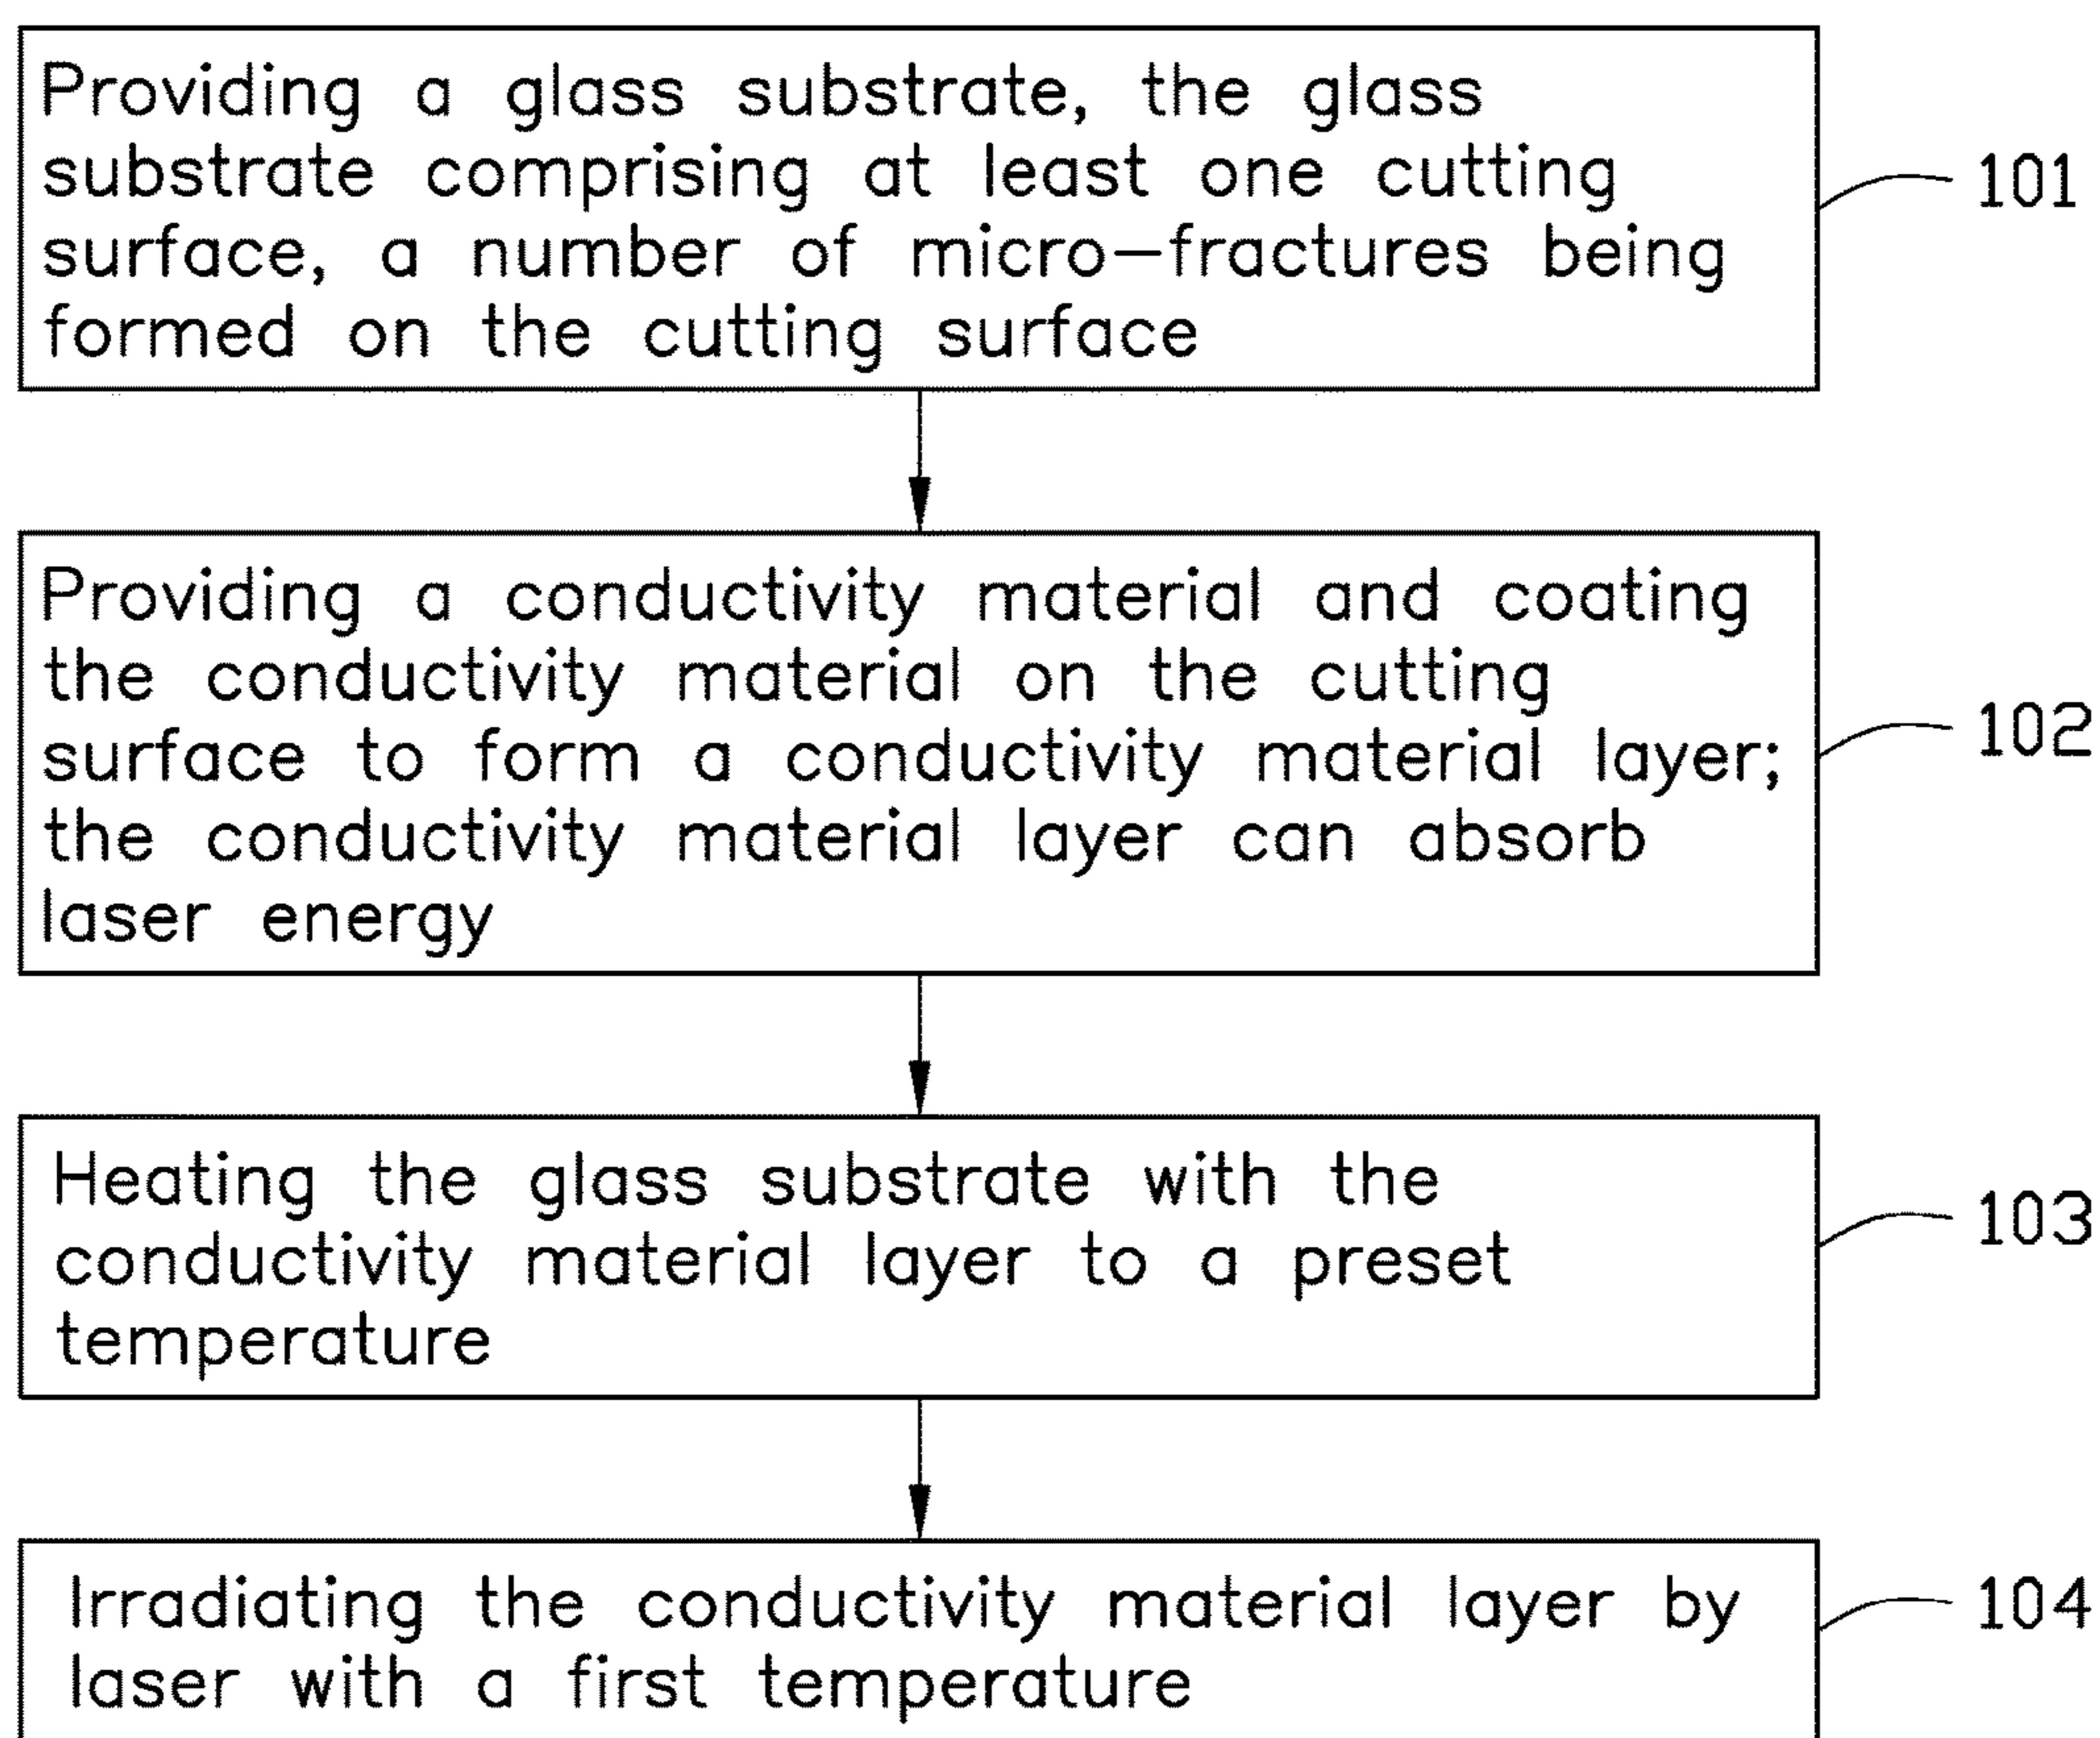 Providing a glass substrate, the glass
substrate comprising at least one cutting
surface, a number of micro-fractures being
formed on the cutting surface
101
Providing a conductivity material and coating
the conductivity material on the cutting
surface to form a conductivity material layer;
the conductivity material layer can absorb
laser energy
102
Heating the glass substrate with the
conductivity material layer to a preset
temperature
103
Irradiating the conductivity material layer by
laser with a first temperature
104